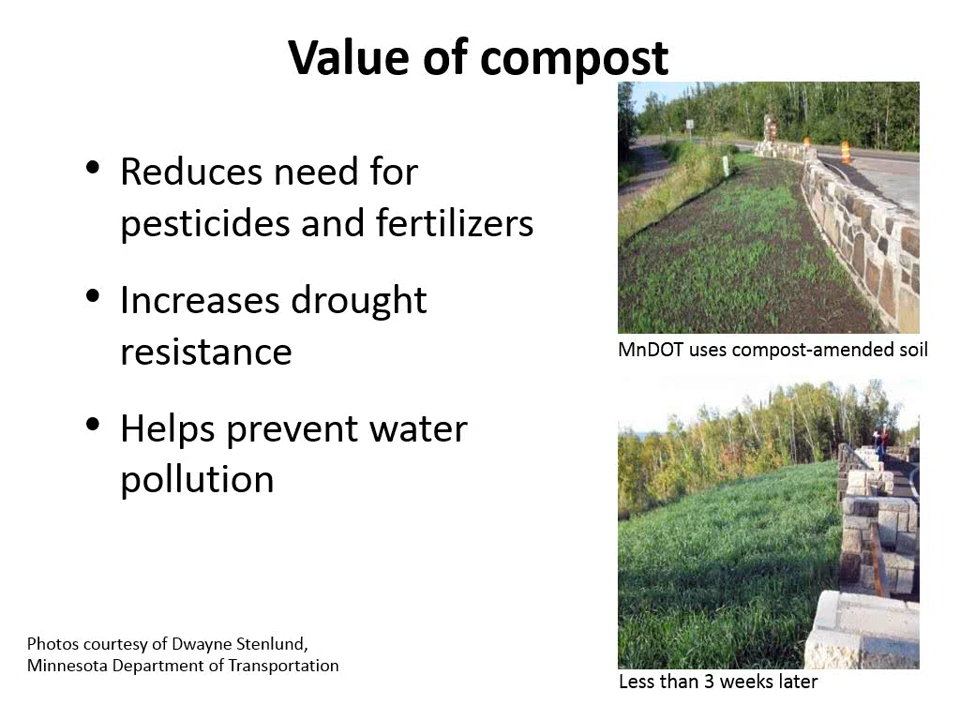 Value of compost
• Reduces need for
pesticides and fertilizers
• Increases drought
resistance
• Helps prevent water
pollution
MnDOT uses compost-amended soil
Less than 3 weeks later
Photos courtesy of Dwayne Stenlund,
Minnesota Department of Transportation